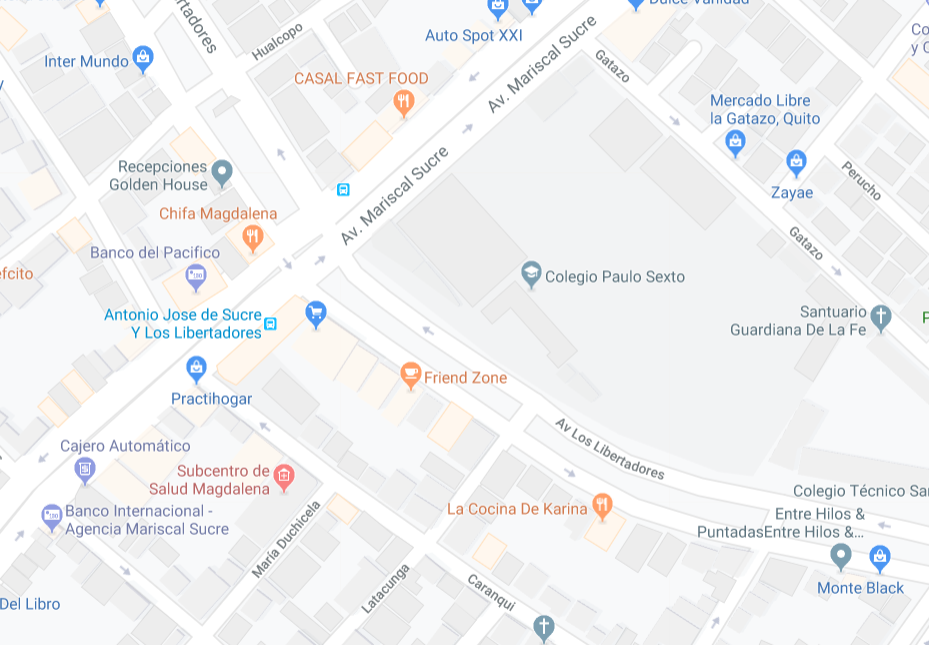 Dulce Vanidad
Libertadores
Hualcopo
Auto Spot XXI
Av. Mariscal Sucre
Inter Mundo
CASAL FAST FOOD
Gatazo
Mercado Libre
la Gatazo, Quito
Recepciones
Golden House
Av. Mariscal Sucre
Zayae
Perucho
Chifa Magdalena
Banco del Pacifico
Gatazo
Colegio Paulo Sexto
Antonio Jose de Sucre
Y Los Libertadores
Santuario
Guardiana De La Fe
Friend Zone
Practihogar
Av Los Libertadores
Cajero Automático
Subcentro de
Salud Magdalena
Colegio Técnico
La Cocina De Karina
Banco Internacional -
Agencia Mariscal Sucre
Entre Hilos &
PuntadasEntre Hilos &...
María Duchicela
Latacunga
Caranqui
Monte Black
Del Libro